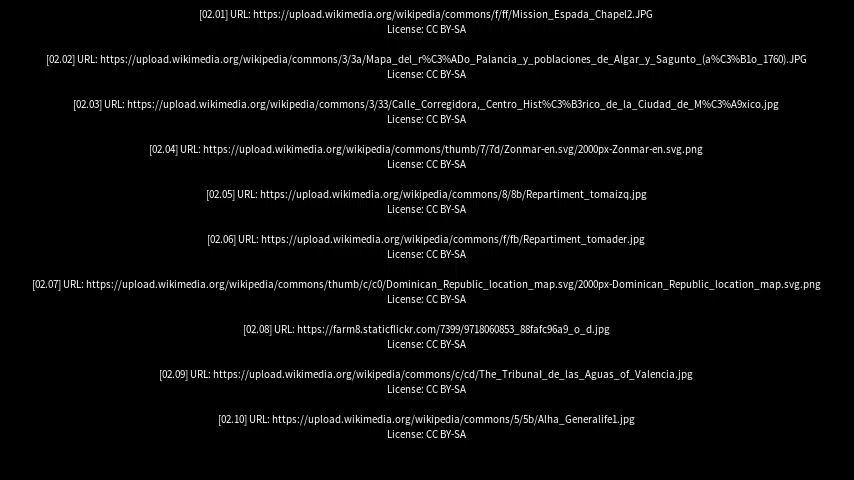 [02.01] URL: https://upload.wikimedia.org/wikipedia/commons/f/ff/Mission_Espada_Chapel2.JPG
License: CC BY-SA
[02.02] URL: https://upload.wikimedia.org/wikipedia/commons/3/3a/Mapa_del_r%C3%ADo_Palancia_y_poblaciones_de_Algar_y_Sagunto_(a%C3%B1o_1760).JPG
License: CC BY-SA
[02.03] URL: https://upload.wikimedia.org/wikipedia/commons/3/33/Calle_Corregidora,_Centro_Hist%C3%B3rico_de_la_Ciudad_de_M%C3%A9xico.jpg
License: CC BY-SA
[02.04] URL: https://upload.wikimedia.org/wikipedia/commons/thumb/7/7d/Zonmar-en.svg/2000px-Zonmar-en.svg.png
License: CC BY-SA
[02.05] URL: https://upload.wikimedia.org/wikipedia/commons/8/8b/Repartiment_tomaizq.jpg
License: CC BY-SA
[02.06] URL: https://upload.wikimedia.org/wikipedia/commons/f/fb/Repartiment_tomader.jpg
License: CC BY-SA
[02.07] URL: https://upload.wikimedia.org/wikipedia/commons/thumb/c/c0/Dominican_Republic_location_map.svg/2000px-Dominican_Republic_location_map.svg.png
License: CC BY-SA
[02.08] URL: https://farm8.staticflickr.com/7399/9718060853_88fafc96a9_o_d.jpg
License: CC BY-SA
[02.09] URL: https://upload.wikimedia.org/wikipedia/commons/c/cd/The_Tribunal_de_las_Aguas_of_Valencia.jpg
License: CC BY-SA
[02.10] URL: https://upload.wikimedia.org/wikipedia/commons/5/5b/Alha_Generalife1.jpg
License: CC BY-SA